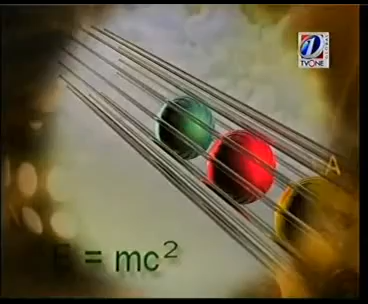 TVONE
A
E = mc²